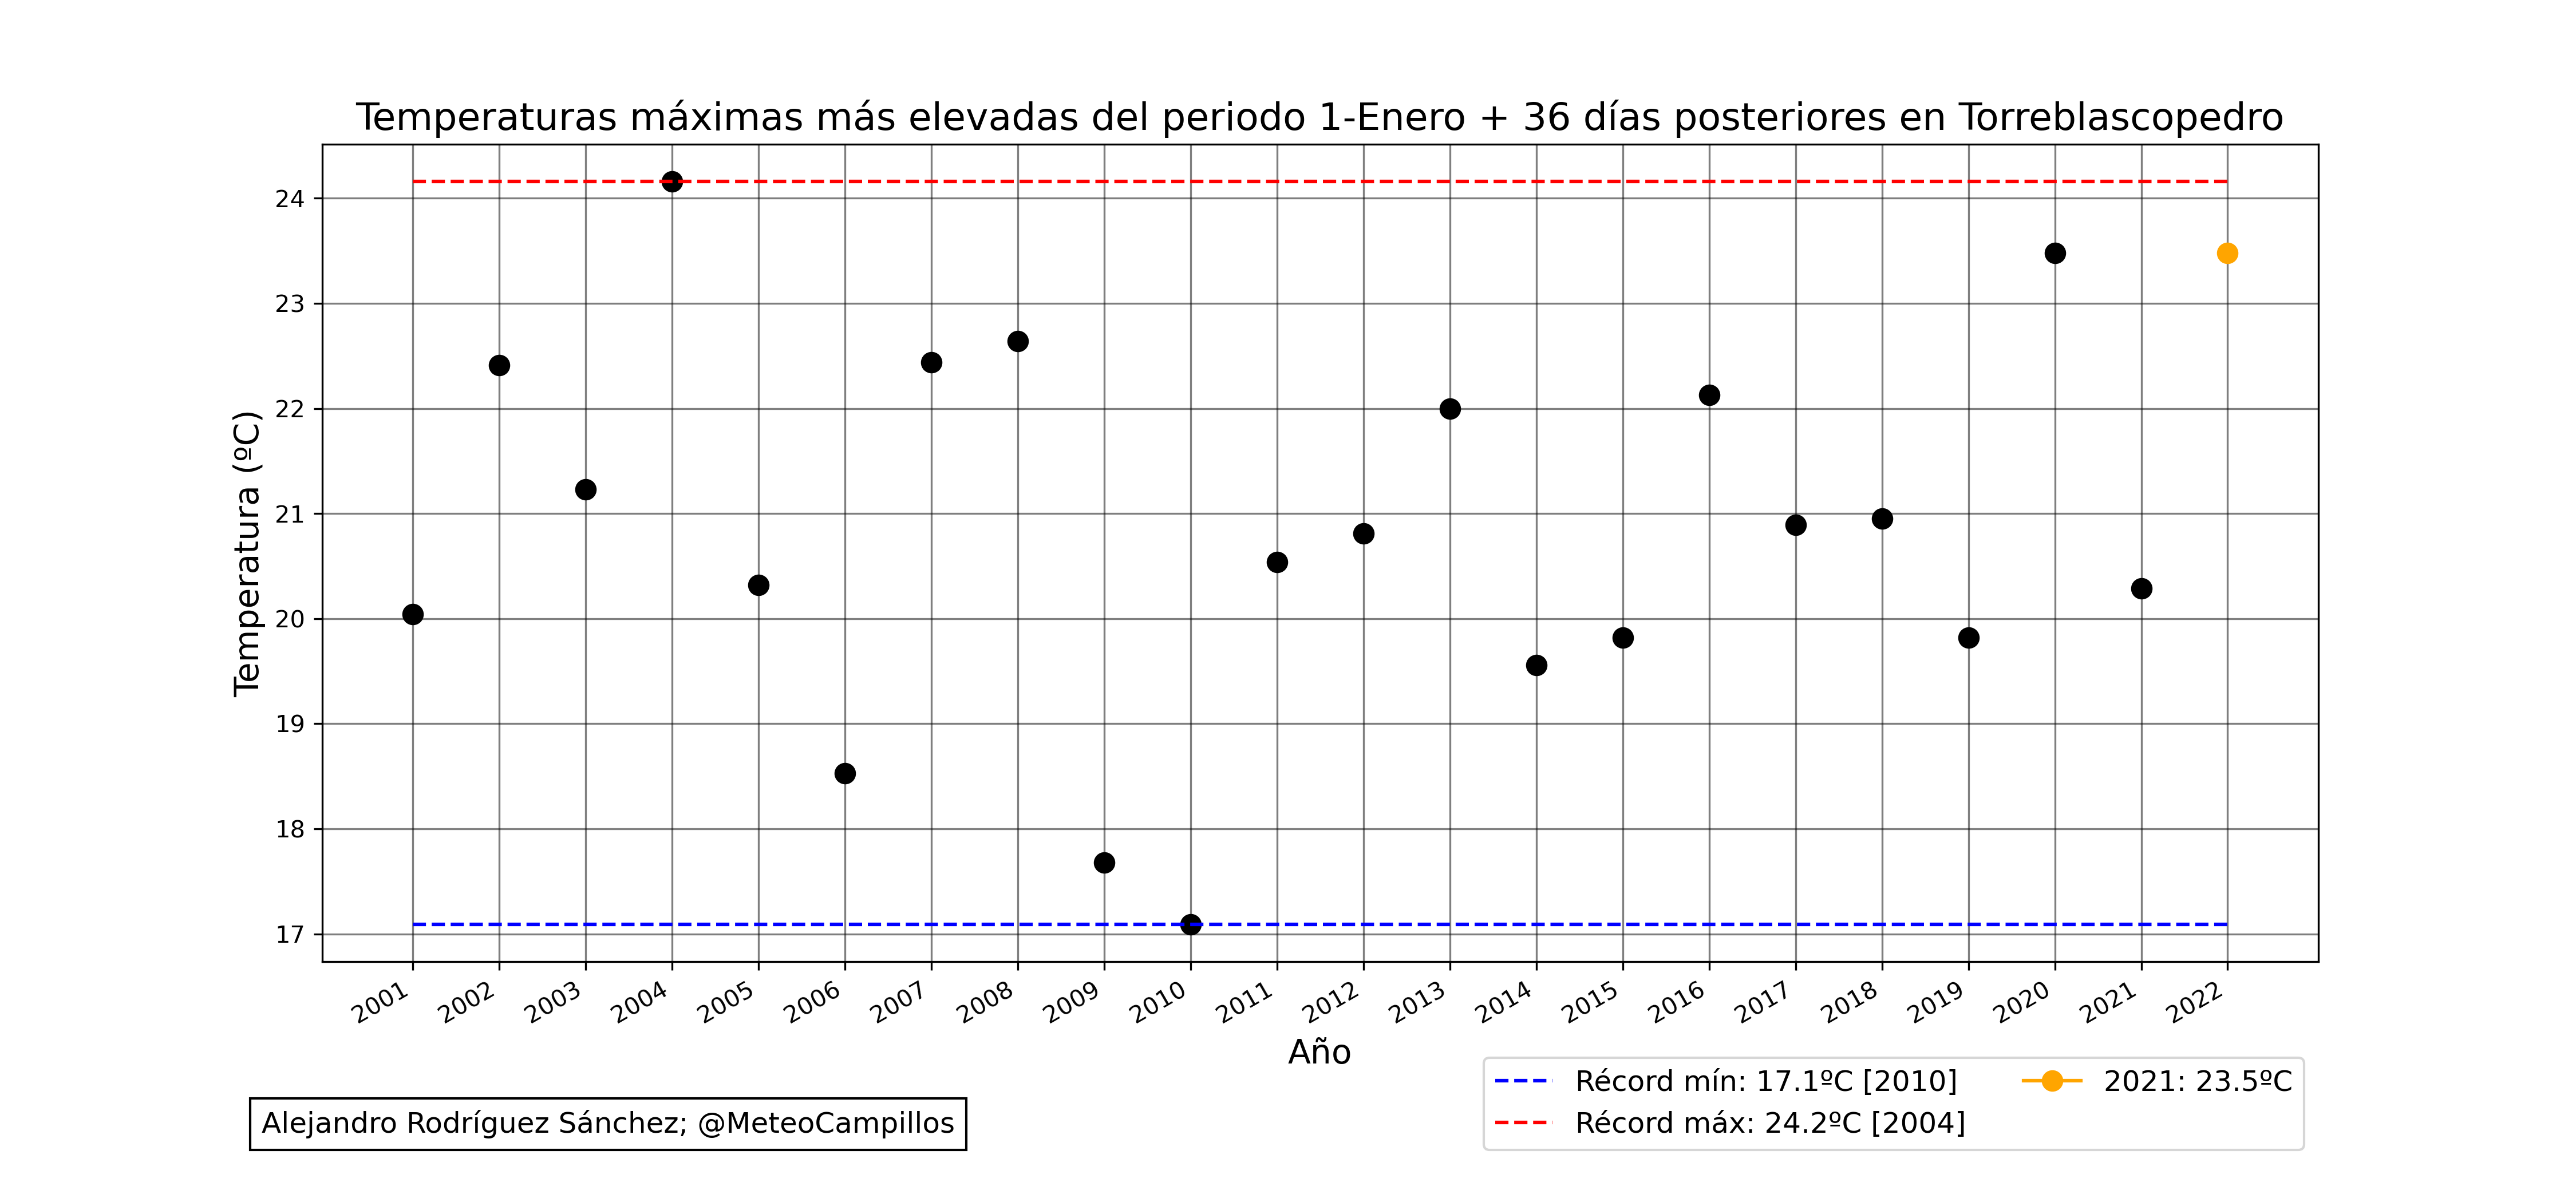 Temperaturas máximas más elevadas del periodo 1-Enero + 36 días posteriores en Torreblascopedro
Temperatura (ºC)
24
23
22
21
20
19
18
17
2001 2002 2003 2004 2005 2006 2007 2008 2009 2010 2011 2012 2013 2014 2015 2016 2017 2018 2019 2020 2021 2022
Año
Récord mín: 17.1ºC [2010]
Récord máx: 24.2ºC [2004]
2021: 23.5ºC
Alejandro Rodríguez Sánchez; @MeteoCampillos